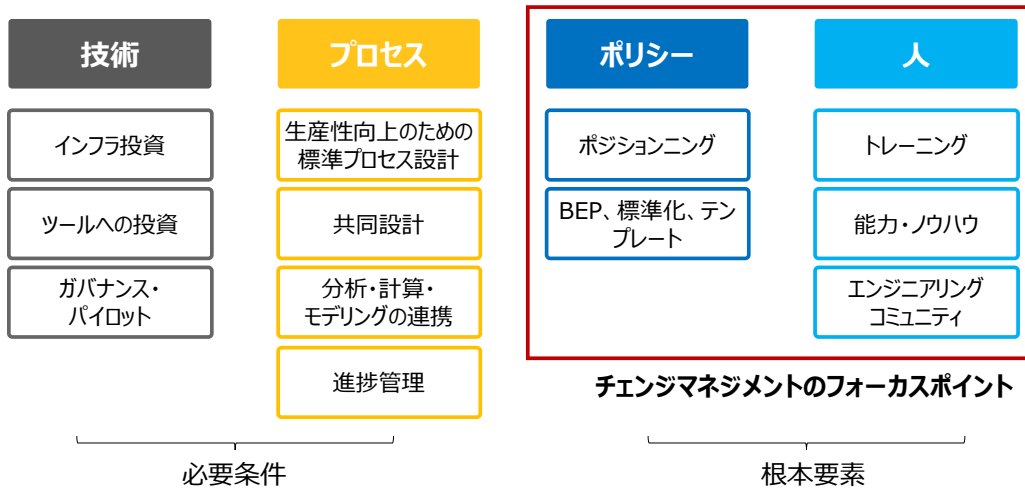 技術
インフラ投資
ツールへの投資
ガバナンス・
パイロット
プロセス
生産性向上のための
標準プロセス設計
共同設計
分析・計算・
モデリングの連携
進捗管理
必要条件
ポリシー
ポジションニング
BEP、標準化、テン
プレート
人
トレーニング
能力・ノウハウ
エンジニアリング
コミュニティ
チェンジマネジメントのフォーカスポイント
根本要素